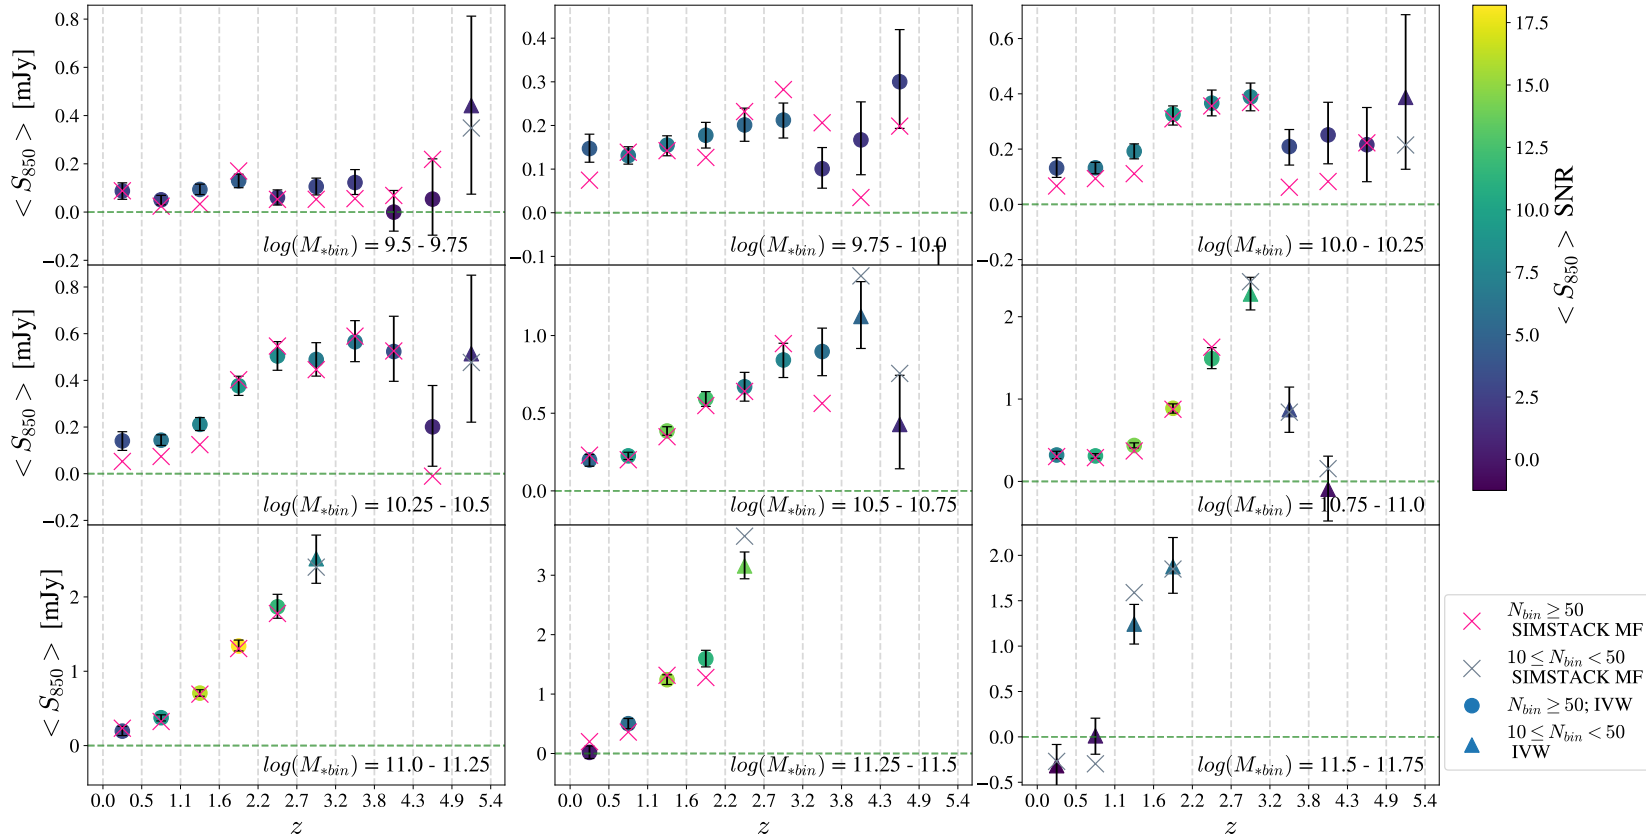 0.8
0.6
0.4
0.2
0.0
−0.2
< S850 > [mJy]
log(M*bin) = 9.5 - 9.75
0.4
0.3
0.2
0.1
0.0
−0.1
log(M*bin) = 9.75 - 10.0
0.6
0.4
0.2
0.0
−0.2
log(M*bin) = 10.0 - 10.25
0.8
0.6
0.4
0.2
0.0
−0.2
< S850 > [mJy]
log(M*bin) = 10.25 - 10.5
1.0
0.5
0.0
log(M*bin) = 10.5 - 10.75
2
1
0
log(M*bin) = 10.75 - 11.0
2
1
0
< S850 > [mJy]
log(M*bin) = 11.0 - 11.25
0.0 0.5 1.1 1.6 2.2 2.7 3.2 3.8 4.3 4.9 5.4
z
3
2
1
0
log(M*bin) = 11.25 - 11.5
0.0 0.5 1.1 1.6 2.2 2.7 3.2 3.8 4.3 4.9 5.4
z
2.0
1.5
1.0
0.5
0.0
−0.5
log(M*bin) = 11.5 - 11.75
0.0 0.5 1.1 1.6 2.2 2.7 3.2 3.8 4.3 4.9 5.4
z
17.5
15.0
12.5
10.0
7.5
5.0
2.5
0.0
< S850 > SNR
Nbin ≥ 50
SIMSTACK MF
10 ≤ Nbin < 50
SIMSTACK MF
Nbin ≥ 50; IVW
10 ≤ Nbin < 50
IVW